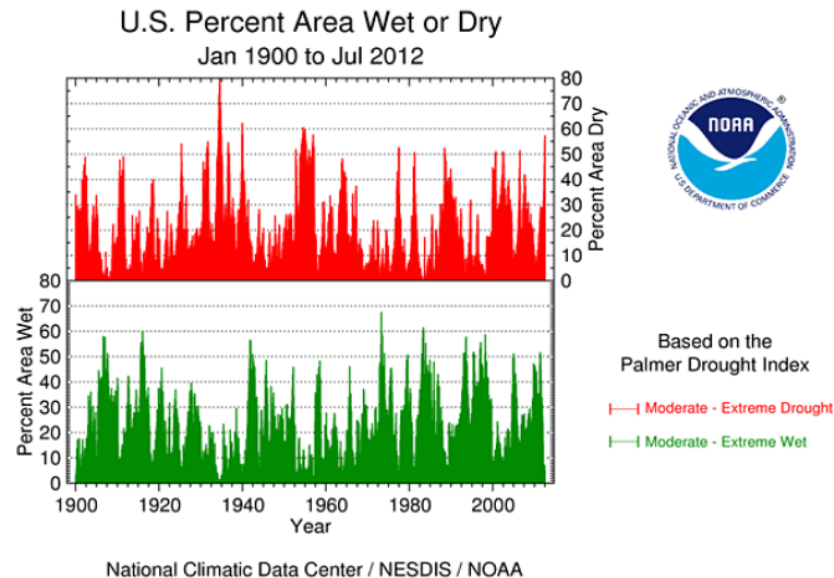 U.S. Percent Area Wet or Dry
Jan 1900 to Jul 2012
80
70
60
50
40
30
20
10
0
Percent Area Dry
80
70
60
50
40
30
20
10
0
Percent Area Wet
1900 1920 1940 1960 1980 2000
Year
NATIONAL OCEANIC AND ATMOSPHERIC ADMINISTRATION
®
NOAA
U.S. DEPARTMENT OF COMMERCE
Based on the
Palmer Drought Index
Moderate - Extreme Drought
Moderate - Extreme Wet
National Climatic Data Center / NESDIS / NOAA